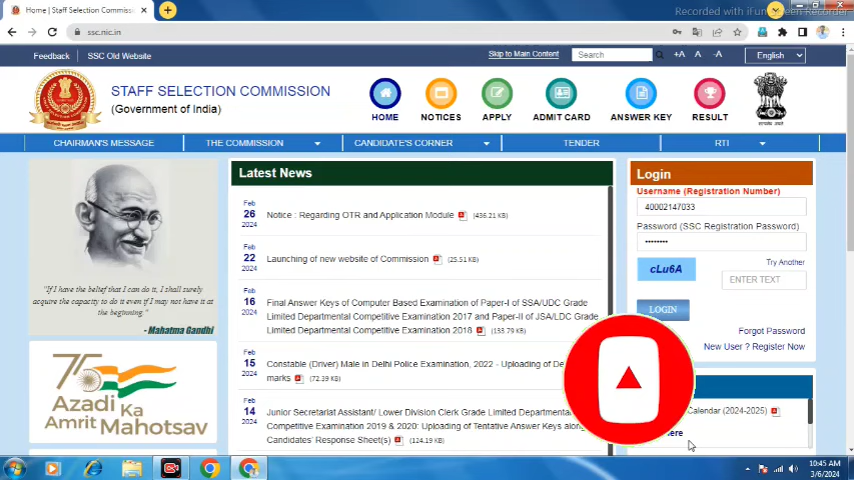 Recorded with iFun Screen Recorder
Home | Staff Selection Commissi
ssc.nic.in
Feedback
SSC Old Website
Skip to Main Content
Search
+A A -A
English
STAFF SELECTION COMMISSION
(Government of India)
HOME
NOTICES
APPLY
ADMIT CARD
ANSWER KEY
RESULT
CHAIRMAN'S MESSAGE
THE COMMISSION
CANDIDATE'S CORNER
TENDER
RTI
"If I have the belief that I can do it, I shall surely
acquire the capacity to do it even if I may not have it at
the beginning."
- Mahatma Gandhi
75
Azadi Ka
Amrit Mahotsav
Latest News
Feb
26
2024
Notice : Regarding OTR and Application Module (436.21 KB)
Feb
22
2024
Launching of new website of Commission (25.51 KB)
Feb
16
2024
Final Answer Keys of Computer Based Examination of Paper-I of SSA/UDC Grade
Limited Departmental Competitive Examination 2017 and Paper-II of JSA/LDC Grade
Limited Departmental Competitive Examination 2018 (133.79 KB)
Feb
15
2024
Constable (Driver) Male in Delhi Police Examination, 2022 - Uploading of De
marks (72.39 KB)
Feb
14
2024
Junior Secretariat Assistant/ Lower Division Clerk Grade Limited Departmenta
Competitive Examination 2019 & 2020: Uploading of Tentative Answer Keys along
Candidates' Response Sheet(s) (124.19 KB)
Login
Username (Registration Number)
40002147033
Password (SSC Registration Password)
••••••••
Try Another
cLu6A
ENTER TEXT
LOGIN
Forgot Password
New User ? Register Now
Calendar (2024-2025)
here
10:45 AM
3/6/2024